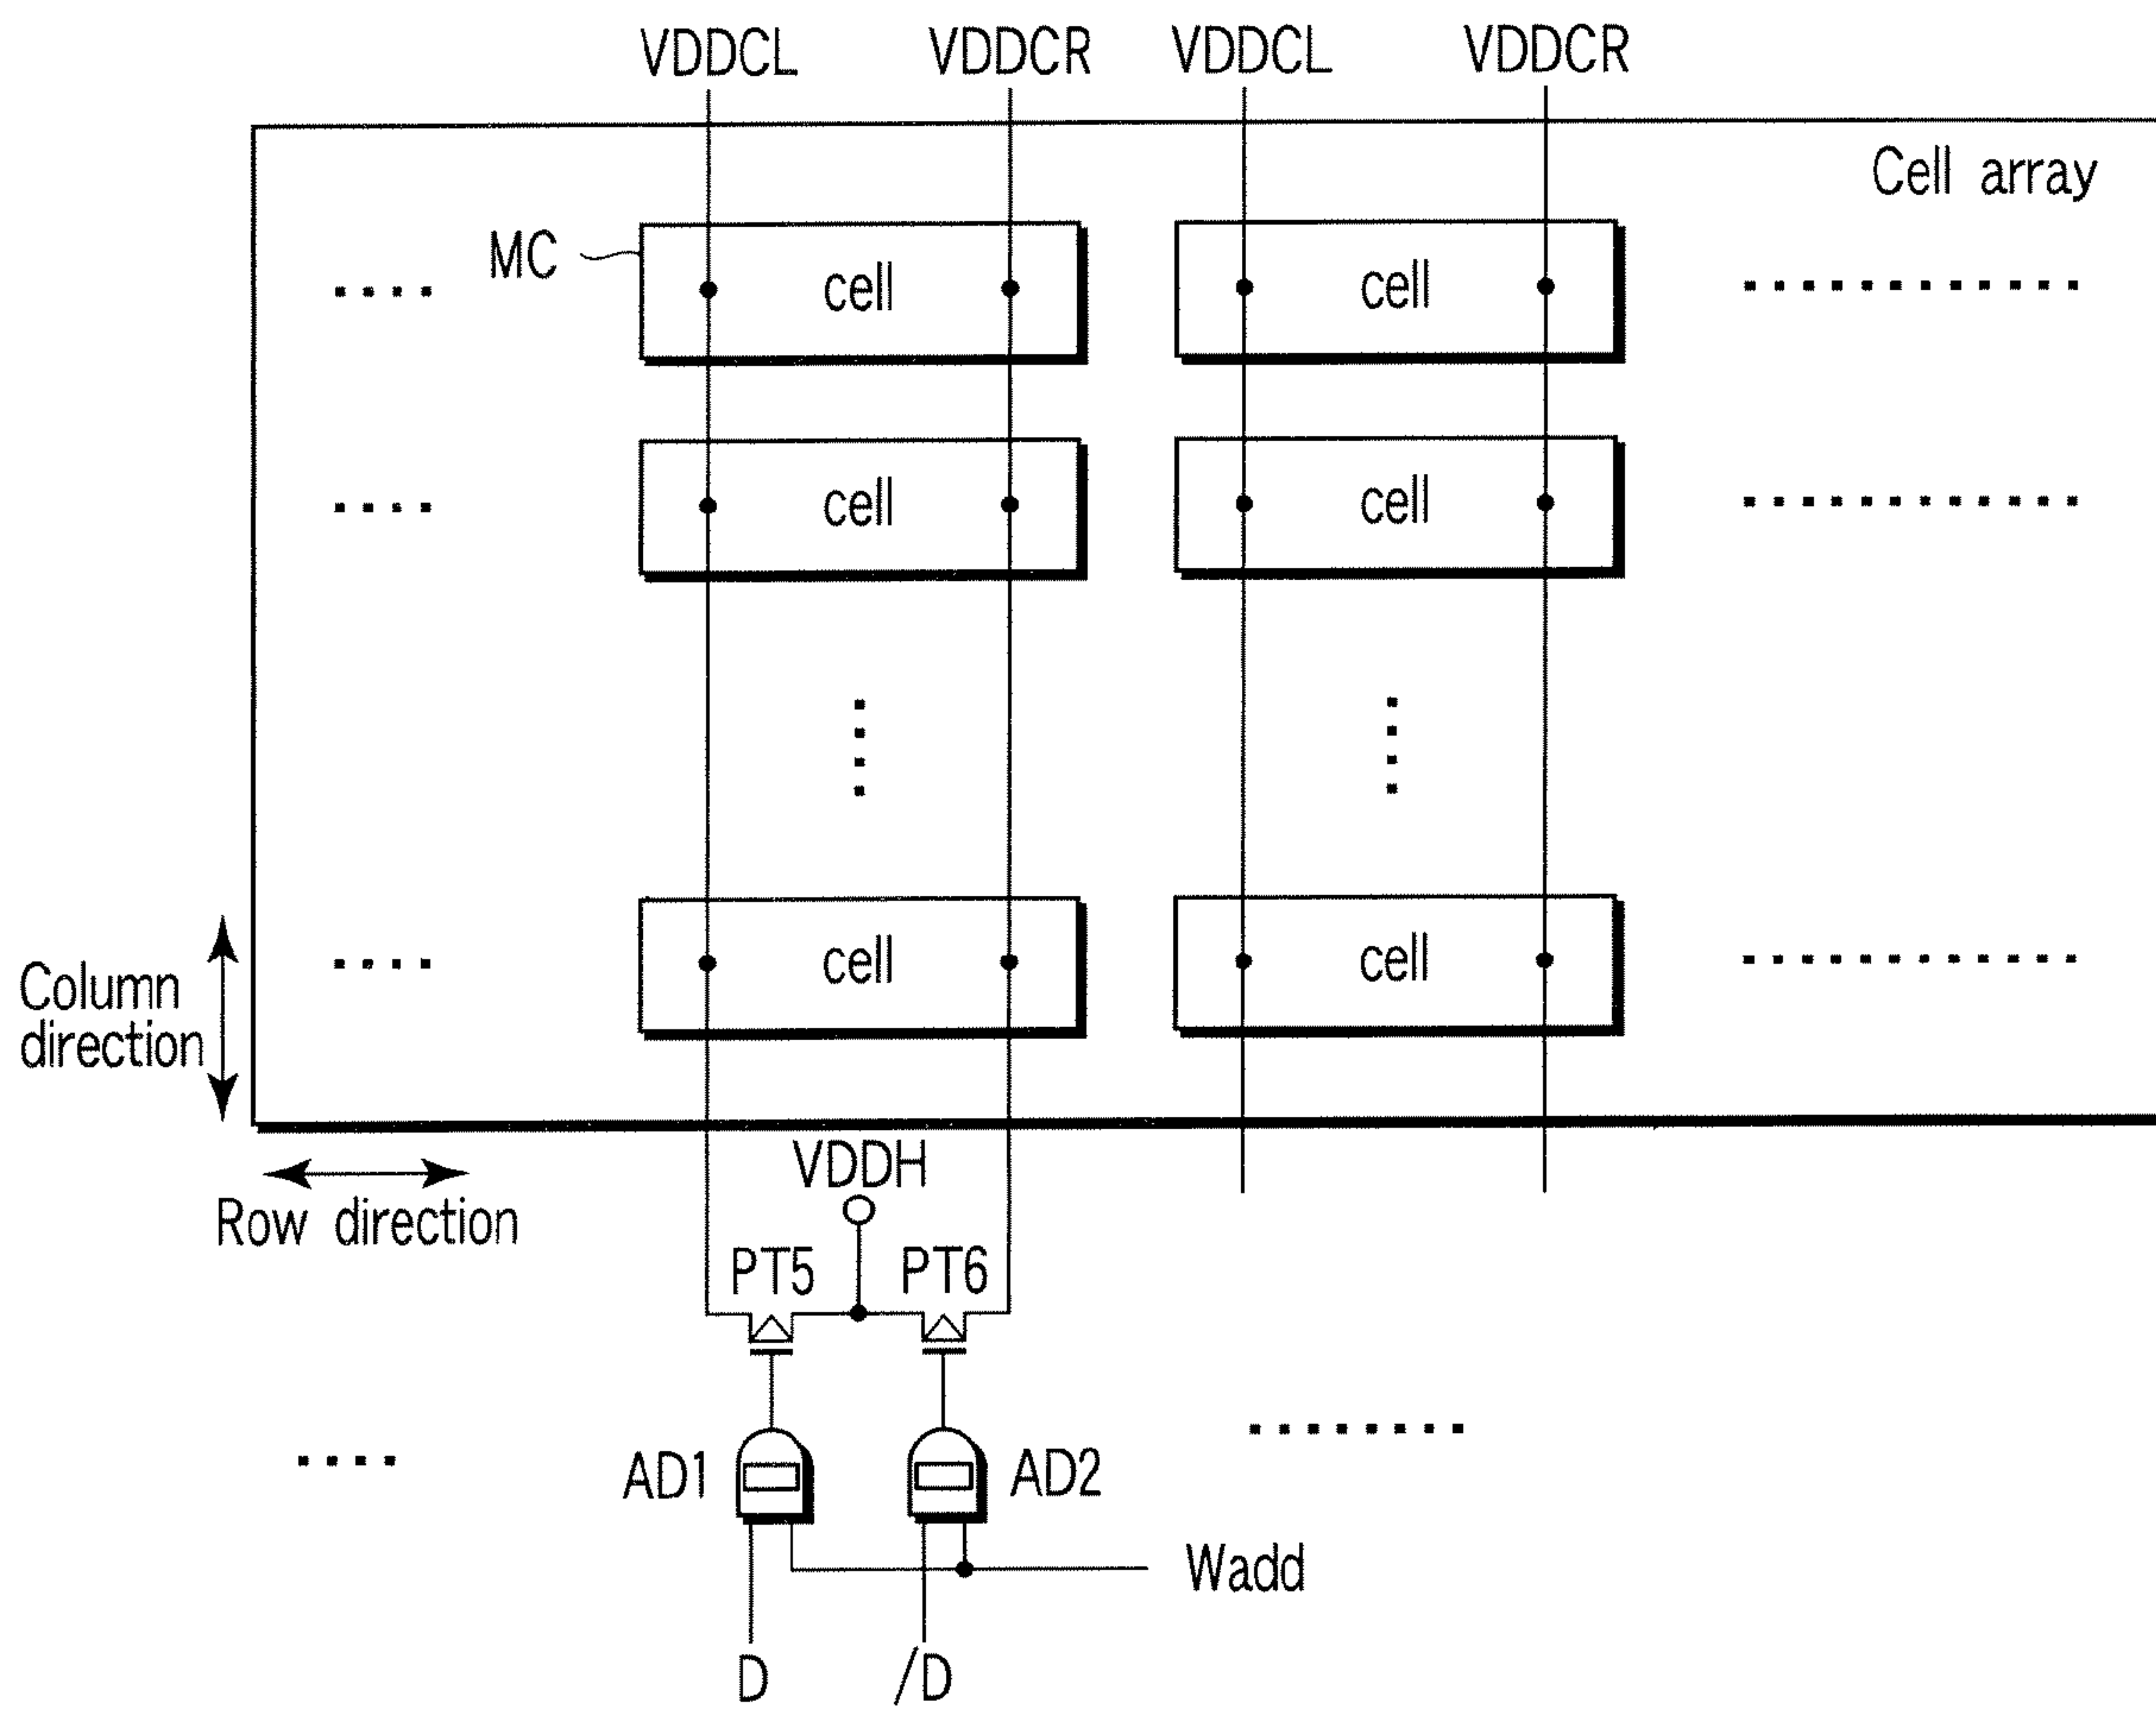 VDDCL VDDCR VDDCL VDDCR
Cell array
MC cell cell
cell cell
cell cell
Column
direction
VDDH
Row direction
PT5 PT6
AD1 AD2
Wadd
D /D